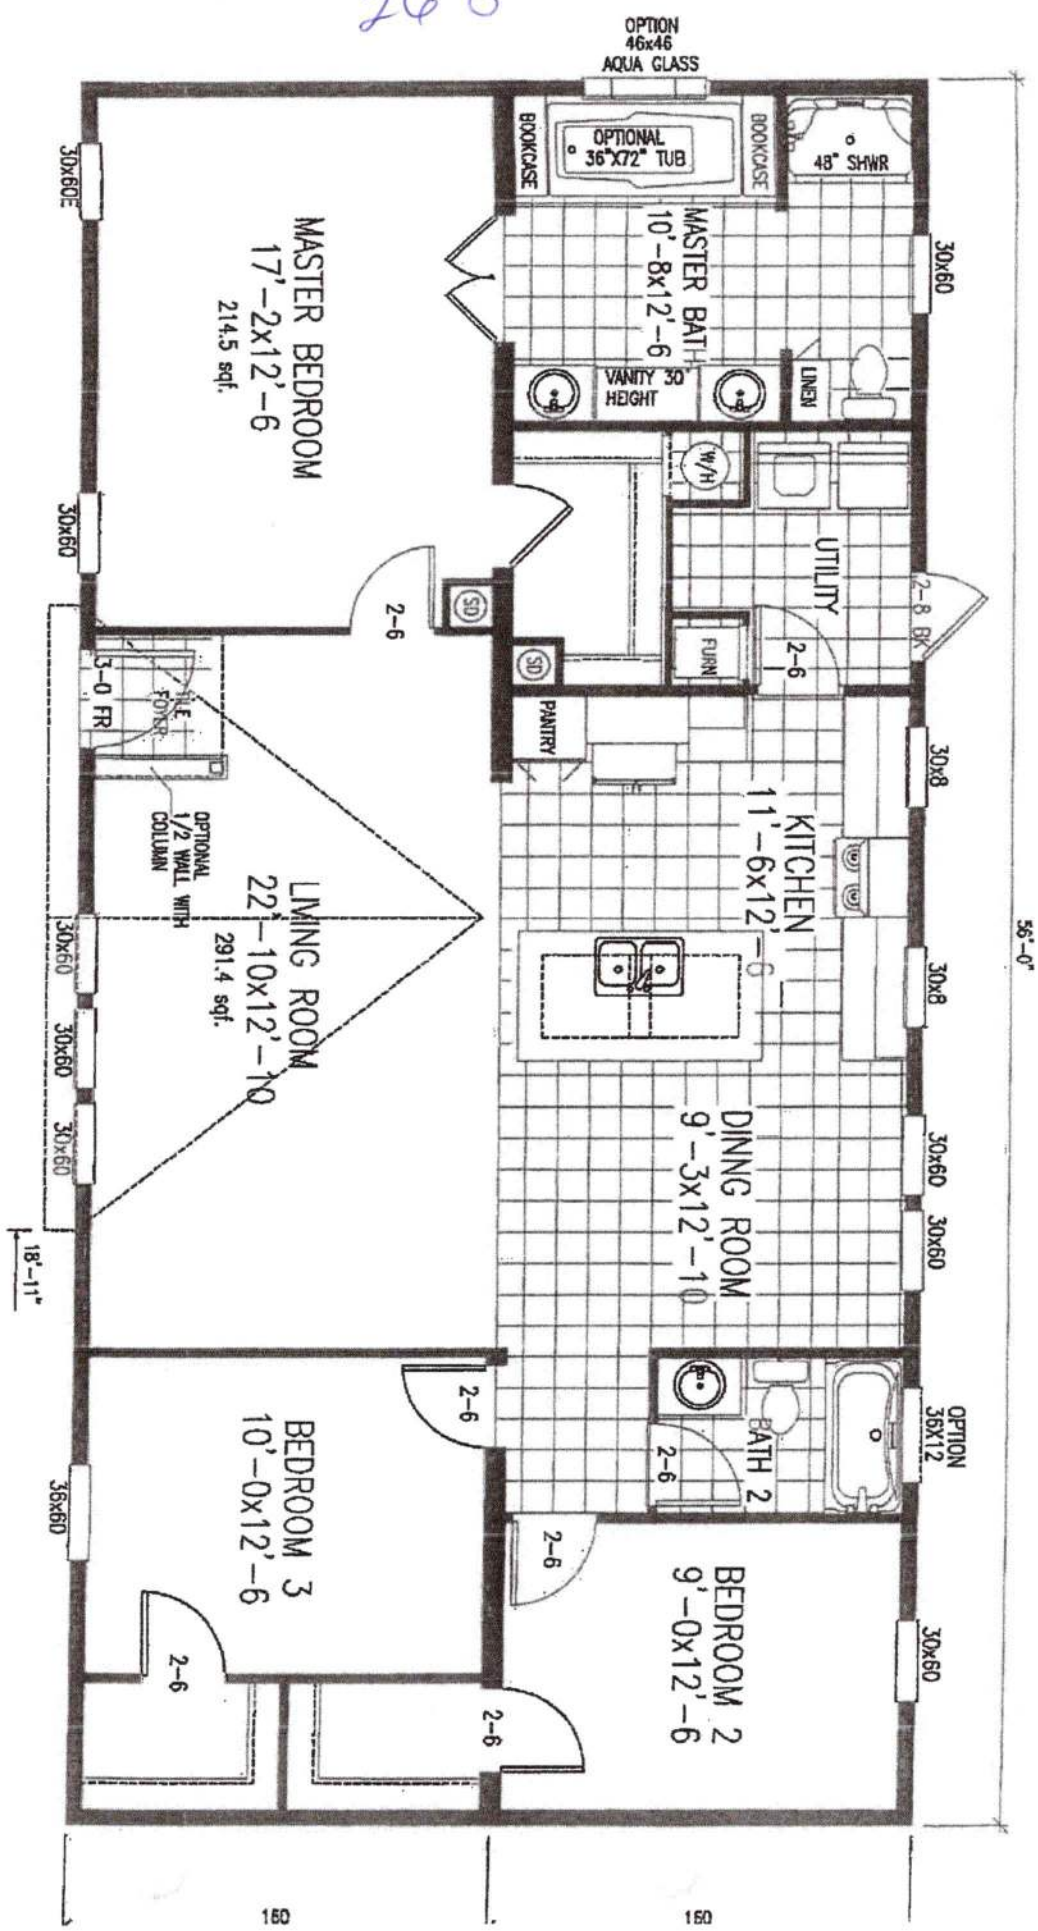 OPTION
46x46
AQUA GLASS
BOOKCASE
OPTIONAL
36"X72" TUB
BOOKCASE
48" SHWR
30x60
MASTER BATH
10'-8x12'-6
VANITY 30"
HEIGHT
LINEN
30x60E
MASTER BEDROOM
17'-2x12'-6
214.5 sqf.
30x60
2-6
SD
W/H
UTILITY
2-8 BK
FURN
2-6
SD
3-0 FR
FOYER
OPTIONAL
1/2 WALL WITH
COLUMN
PANTRY
KITCHEN
11'-6x12'-6
30x8
30x8
LIVING ROOM
22'-10x12'-10
291.4 sqf.
30x60
30x60
30x60
18'-11"
DINNG ROOM
9'-3x12'-10
30x60
30x60
56'-0"
OPTION
36X12
BATH 2
2-6
2-6
BEDROOM 3
10'-0x12'-6
36x60
2-6
2-6
BEDROOM 2
9'-0x12'-6
30x60
2-6
160
160